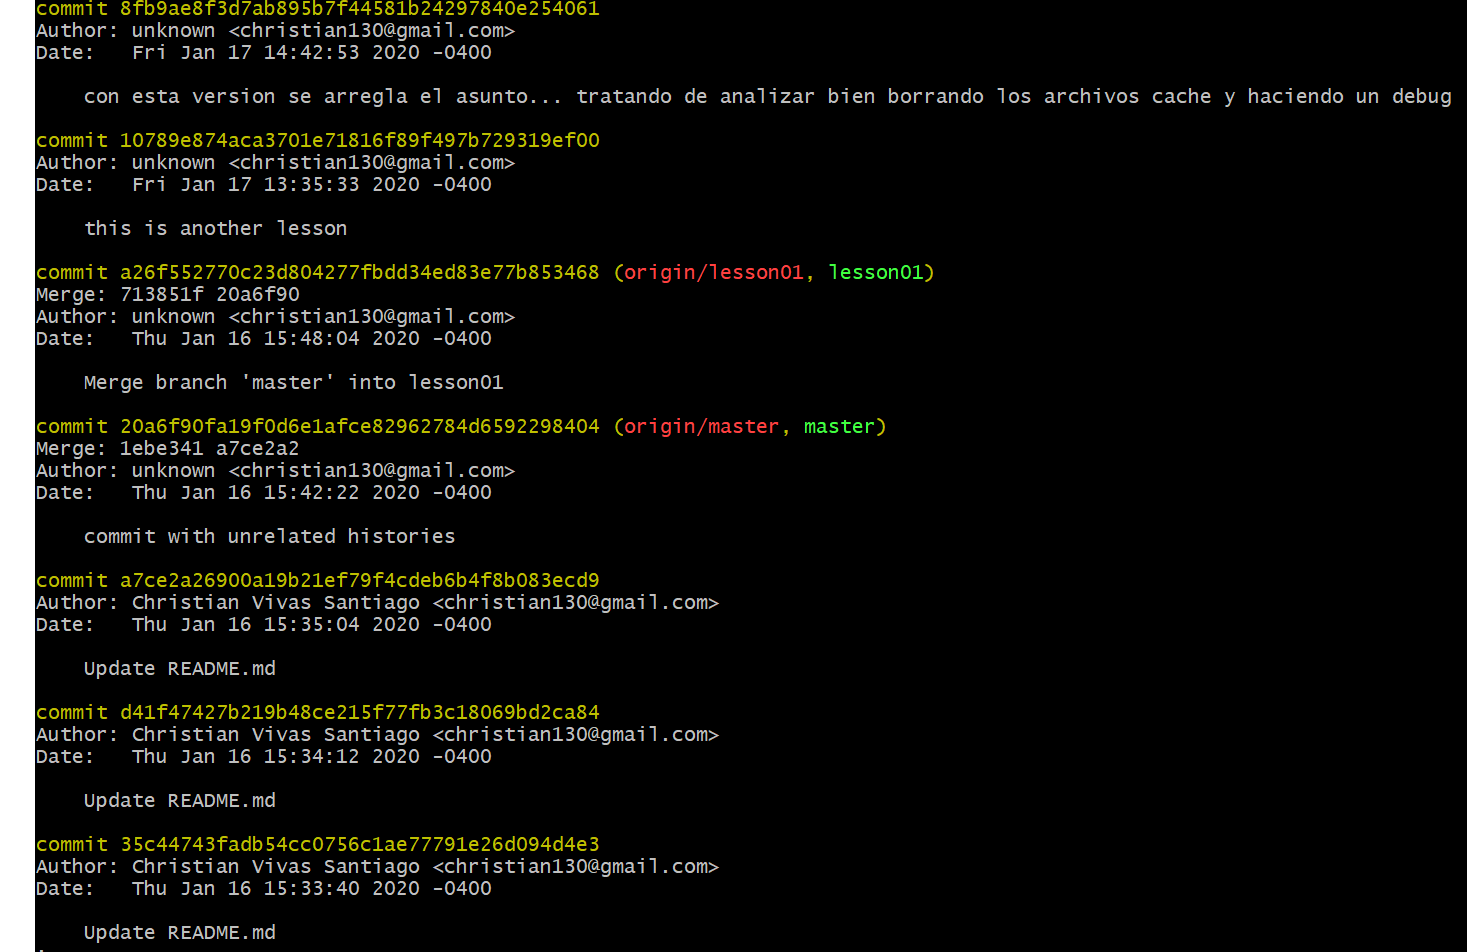 commit 8fb9ae8f3d7ab895b7f44581b24297840e254061
Author: unknown <christian130@gmail.com>
Date:   Fri Jan 17 14:42:53 2020 -0400
con esta version se arregla el asunto... tratando de analizar bien borrando los archivos cache y haciendo un debug
commit 10789e874aca3701e71816f89f497b729319ef00
Author: unknown <christian130@gmail.com>
Date:   Fri Jan 17 13:35:33 2020 -0400
this is another lesson
commit a26f552770c23d804277fbdd34ed83e77b853468 (origin/lesson01, lesson01)
Merge: 713851f 20a6f90
Author: unknown <christian130@gmail.com>
Date:   Thu Jan 16 15:48:04 2020 -0400
Merge branch 'master' into lesson01
commit 20a6f90fa19f0d6e1afce82962784d6592298404 (origin/master, master)
Merge: 1ebe341 a7ce2a2
Author: unknown <christian130@gmail.com>
Date:   Thu Jan 16 15:42:22 2020 -0400
commit with unrelated histories
commit a7ce2a26900a19b21ef79f4cdeb6b4f8b083ecd9
Author: Christian Vivas Santiago <christian130@gmail.com>
Date:   Thu Jan 16 15:35:04 2020 -0400
Update README.md
commit d41f47427b219b48ce215f77fb3c18069bd2ca84
Author: Christian Vivas Santiago <christian130@gmail.com>
Date:   Thu Jan 16 15:34:12 2020 -0400
Update README.md
commit 35c44743fadb54cc0756c1ae77791e26d094d4e3
Author: Christian Vivas Santiago <christian130@gmail.com>
Date:   Thu Jan 16 15:33:40 2020 -0400
Update README.md